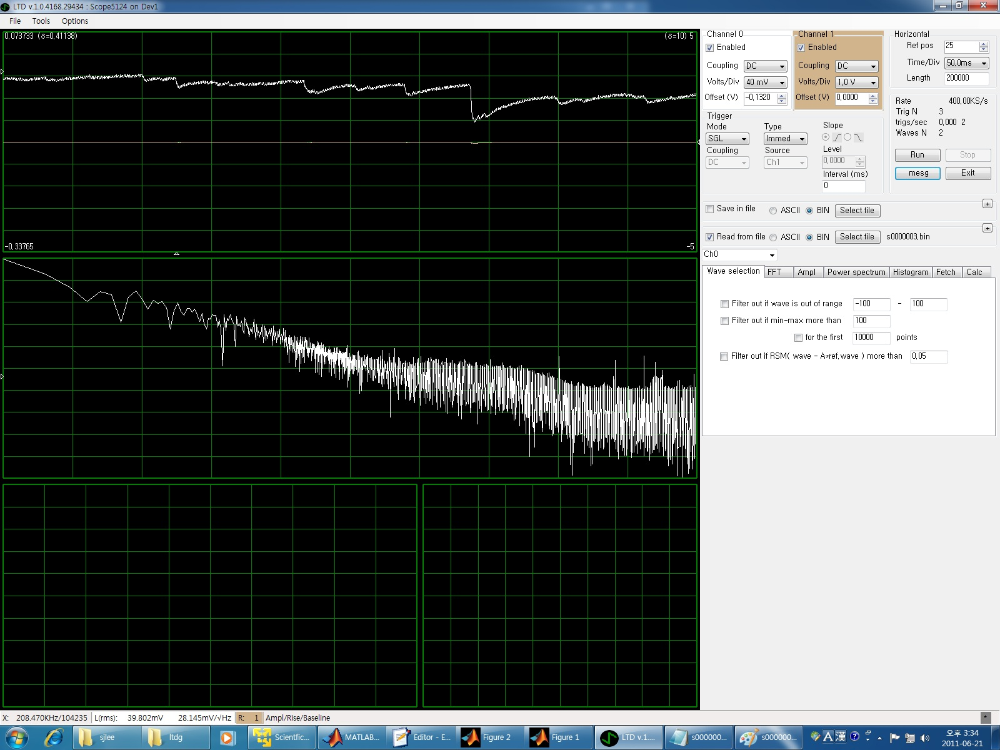 LTD v.1.0.4168.29434 : Scope5124 on Dev1
File Tools Options
0.073733 (δ=0.41138) (δ=10) 5
-0.33765 -5
Channel 0
Enabled
Coupling DC
Volts/Div 40 mV
Offset (V) -0.1320
Channel 1
Enabled
Coupling DC
Volts/Div 1.0 V
Offset (V) 0.0000
Horizontal
Ref pos 25
Time/Div 50.0ms
Length 200000
Rate 400.00KS/s
Trig N 3
trigs/sec 0.000 2
Waves N 2
Trigger
Mode Type Slope
SGL Immed
Coupling Source Level
DC Ch1 0.0000
Interval (ms)
0
Run Stop
mesg Exit
Save in file ASCII BIN Select file
+
Read from file ASCII BIN Select file s0000003.bin
+
Ch0
Wave selection FFT Ampl Power spectrum Histogram Fetch Calc
Filter out if wave is out of range -100 - 100
Filter out if min-max more than 100
for the first 10000 points
Filter out if RSM( wave - A*ref.wave ) more than 0.05
X: 208.470KHz/104235 L(rms): 39.802mV 28.145mV/√Hz R: 1 Ampl/Rise/Baseline *
sjlee ltdg Scientfic... MATLAB... Editor - E... Figure 2 Figure 1 LTD v.1.... s000000... s000000... A 漢 ? 오후 3:34
2011-06-21